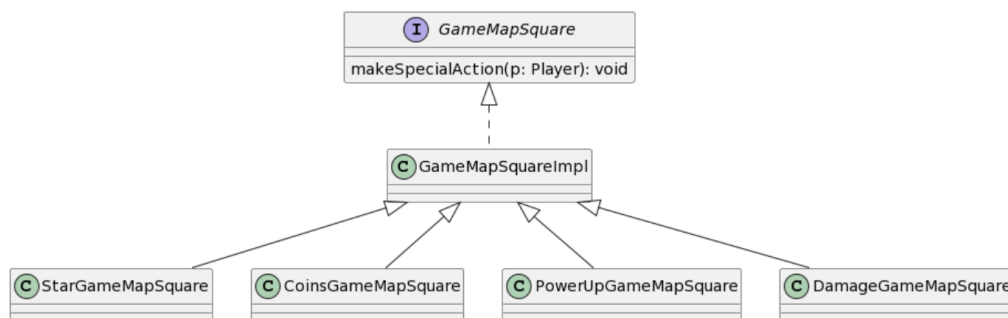 I GameMapSquare
makeSpecialAction(p: Player): void
C GameMapSquareImpl
C StarGameMapSquare
C CoinsGameMapSquare
C PowerUpGameMapSquare
C DamageGameMapSquare